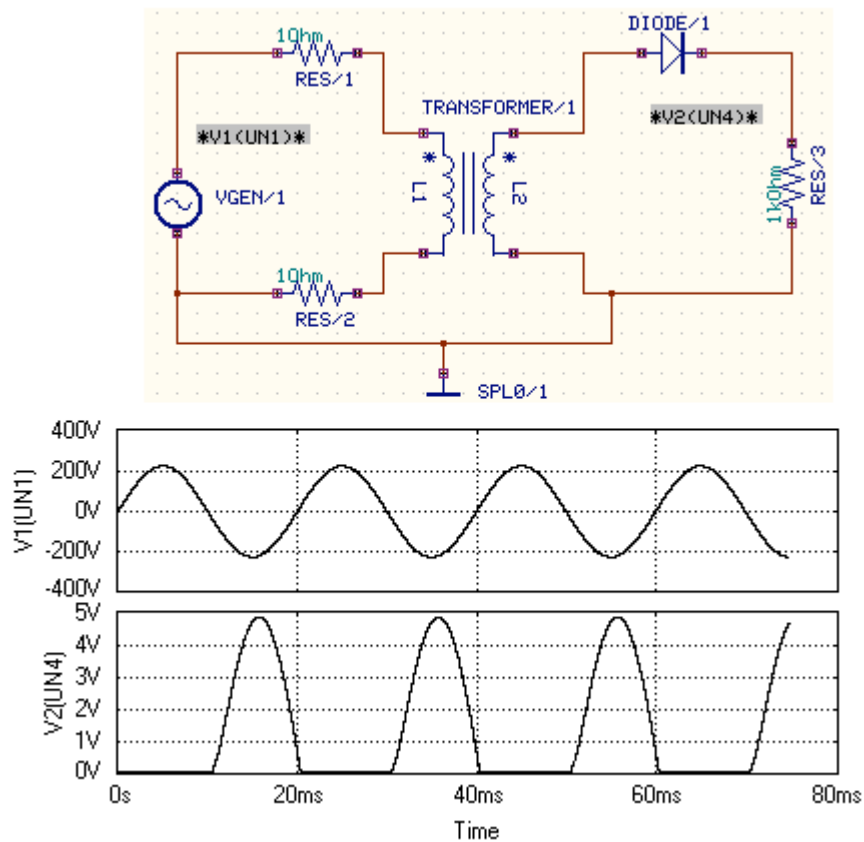 1Ohm
RES/1
DIODE/1
*V1(UN1)*
TRANSFORMER/1
*V2(UN4)*
VGEN/1
* *
L1
L2
1kOhm
RES/3
1Ohm
RES/2
SPL0/1
400V
200V
0V
-200V
-400V
V1(UN1)
5V
4V
3V
2V
1V
0V
V2(UN4)
0s 20ms 40ms 60ms 80ms
Time